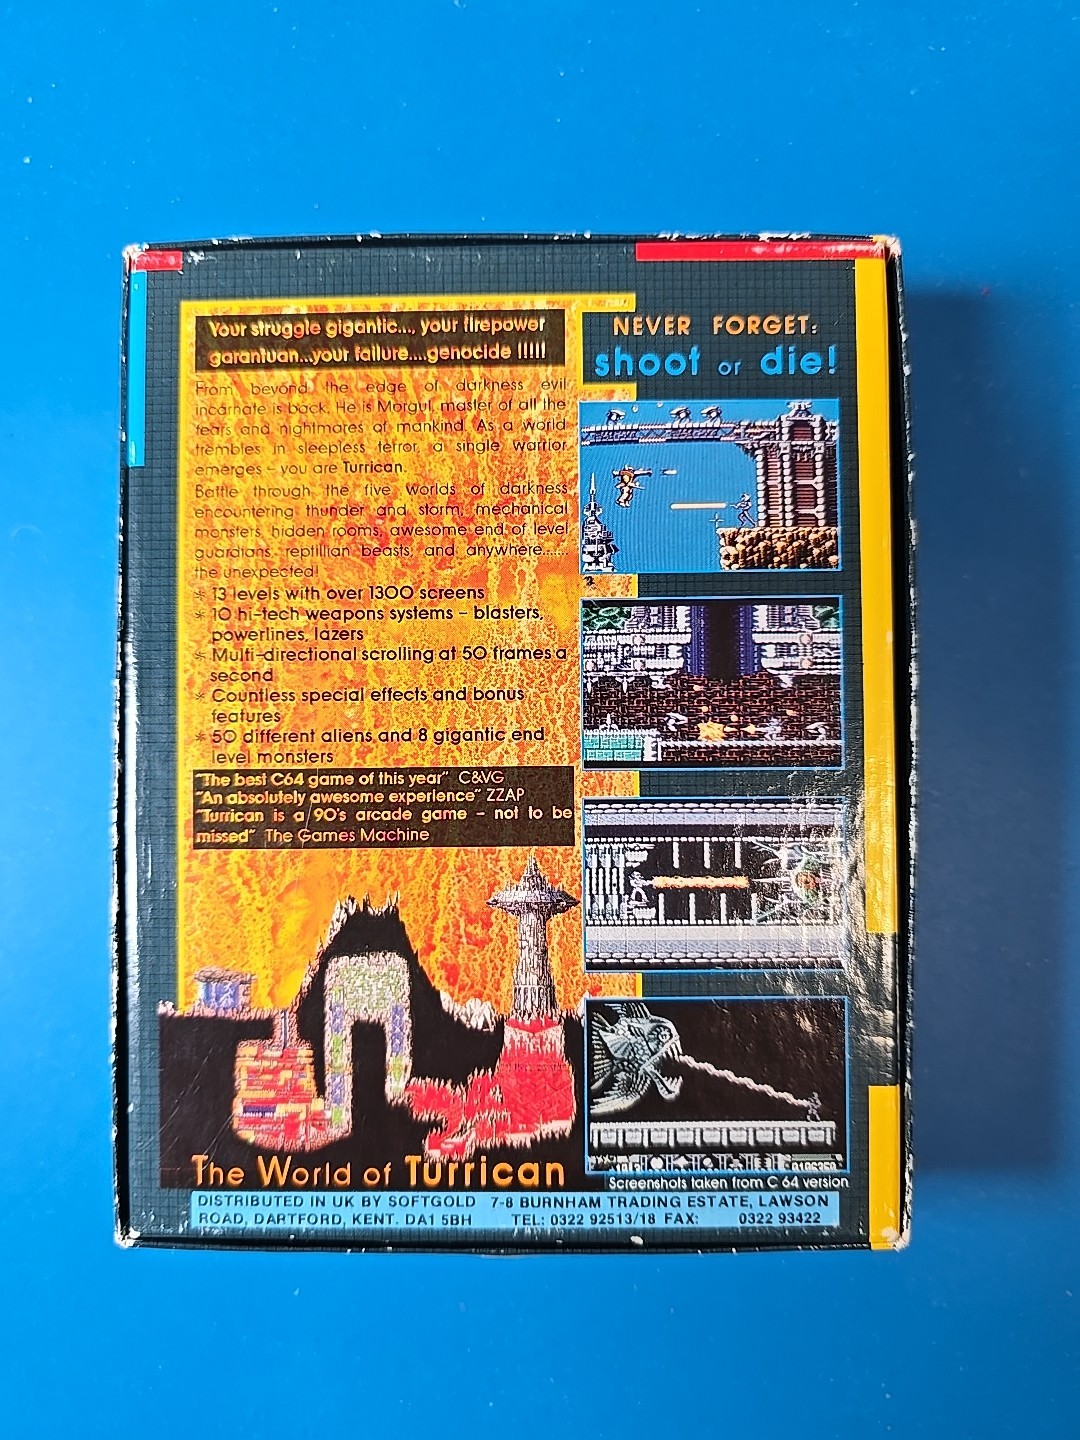 Your struggle gigantic..., your firepower
garantuan...your failure....genocide !!!!!
From beyond the edge of darkness evil
incarnate is back. He is Morgul, master of all the
fears and nightmares of mankind. As a world
trembles in sleepless terror, a single warrior
emerges - you are Turrican.
Battle through the five Worlds of darkness
encountering thunder and storm, mechanical
monsters, hidden rooms, awesome end of level
guardians, reptillian beasts, and anywhere......
the unexpected!
* 13 levels with over 1300 screens
* 10 hi-tech weapons systems - blasters,
powerlines, lazers
* Multi-directional scrolling at 50 frames a
second
* Countless special effects and bonus
features
* 50 different aliens and 8 gigantic end
level monsters
"The best C64 game of this year" C&VG
"An absolutely awesome experience" ZZAP
"Turrican is a 90's arcade game - not to be
missed" The Games Machine
The World of Turrican
NEVER FORGET:
shoot or die!
Screenshots taken from C 64 version
DISTRIBUTED IN UK BY SOFTGOLD 7-8 BURNHAM TRADING ESTATE, LAWSON
ROAD, DARTFORD, KENT. DA1 5BH TEL: 0322 92513/18 FAX: 0322 93422